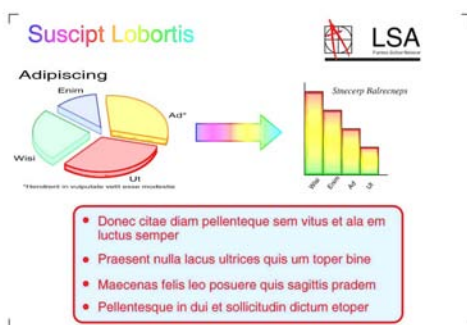 Suscipt Lobortis
LSA
Adipiscing
Enim
Ad*
Wisi
Ut
*Hendrerit in vulputate velit esse modestie
Sincerp Balrecneps
Wisi
Enim
Ad
Ut
Donec citae diam pellenteque sem vitus et ala em
luctus semper
Praesent nulla lacus ultrices quis um toper bine
Maecenas felis leo posuere quis sagittis pradem
Pellentesque in dui et sollicitudin dictum etoper